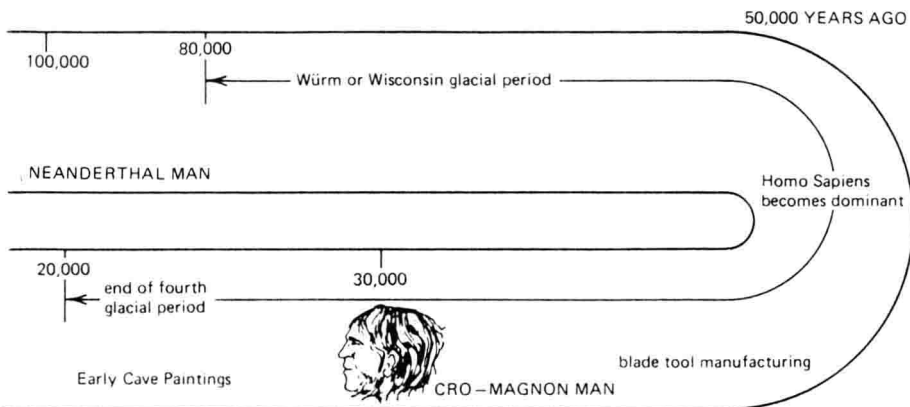 50,000 YEARS AGO
100,000
80,000
Würm or Wisconsin glacial period
NEANDERTHAL MAN
Homo Sapiens
becomes dominant
20,000
30,000
end of fourth
glacial period
blade tool manufacturing
Early Cave Paintings
CRO-MAGNON MAN